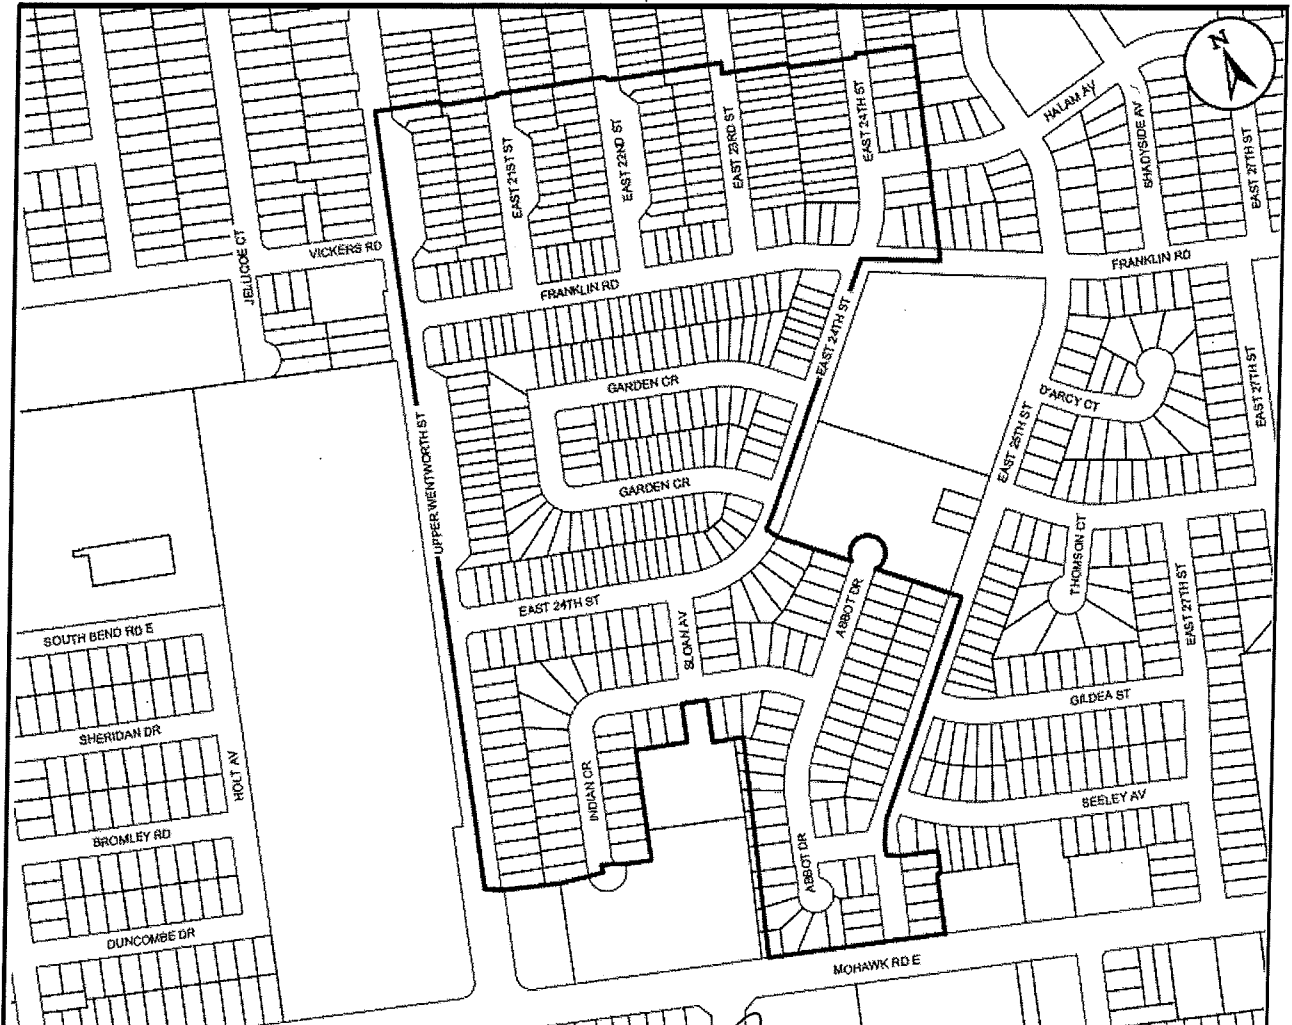 N
HALAM AV
EAST 24TH ST
SHADYSIDE AV
EAST 27TH ST
EAST 21ST ST
EAST 22ND ST
EAST 23RD ST
VICKERS RD
JELLICOE CT
FRANKLIN RD
FRANKLIN RD
EAST 24TH ST
GARDEN CR
D'ARCY CT
EAST 27TH ST
UPPER WENTWORTH ST
EAST 25TH ST
GARDEN CR
THOMSON CT
EAST 24TH ST
ABBOT DR
EAST 27TH ST
SOUTH BEND RD E
SLOAN AV
GILDEA ST
SHERIDAN DR
HOLT AV
INDIAN CR
SEELEY AV
BROMLEY RD
ABBOT DR
DUNCOMBE DR
MOHAWK RD E